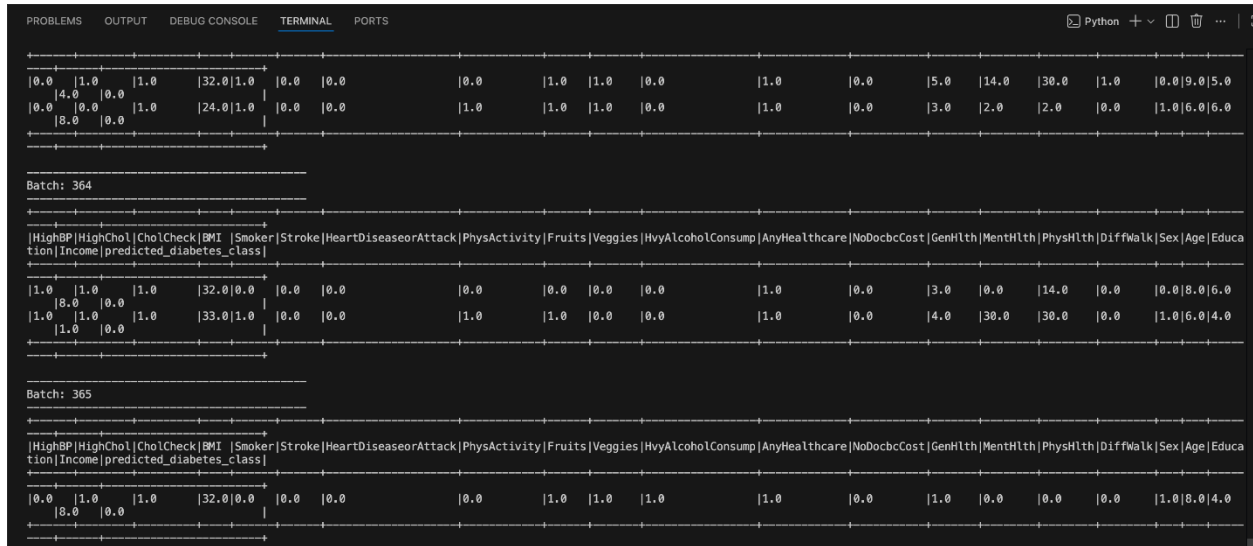 PROBLEMS OUTPUT DEBUG CONSOLE TERMINAL PORTS Python
|0.0 |1.0 |1.0 |32.0|1.0 |0.0 |0.0 |0.0 |1.0 |1.0 |0.0 |1.0 |0.0 |5.0 |14.0 |30.0 |1.0 |0.0|9.0|5.0
|4.0 |0.0 |
|0.0 |0.0 |1.0 |24.0|1.0 |0.0 |0.0 |1.0 |1.0 |1.0 |0.0 |1.0 |0.0 |3.0 |2.0 |2.0 |0.0 |1.0|6.0|6.0
|8.0 |0.0 |
Batch: 364
|HighBP|HighChol|CholCheck|BMI |Smoker|Stroke|HeartDiseaseorAttack|PhysActivity|Fruits|Veggies|HvyAlcoholConsump|AnyHealthcare|NoDocbcCost|GenHlth|MentHlth|PhysHlth|DiffWalk|Sex|Age|Educa
tion|Income|predicted_diabetes_class|
|1.0 |1.0 |1.0 |32.0|0.0 |0.0 |0.0 |0.0 |0.0 |0.0 |0.0 |1.0 |0.0 |3.0 |0.0 |14.0 |0.0 |0.0|8.0|6.0
|8.0 |0.0 |
|1.0 |1.0 |1.0 |33.0|1.0 |0.0 |0.0 |1.0 |1.0 |0.0 |0.0 |1.0 |0.0 |4.0 |30.0 |30.0 |0.0 |1.0|6.0|4.0
|1.0 |0.0 |
Batch: 365
|HighBP|HighChol|CholCheck|BMI |Smoker|Stroke|HeartDiseaseorAttack|PhysActivity|Fruits|Veggies|HvyAlcoholConsump|AnyHealthcare|NoDocbcCost|GenHlth|MentHlth|PhysHlth|DiffWalk|Sex|Age|Educa
tion|Income|predicted_diabetes_class|
|0.0 |1.0 |1.0 |32.0|0.0 |0.0 |0.0 |0.0 |1.0 |1.0 |1.0 |1.0 |0.0 |1.0 |0.0 |0.0 |0.0 |1.0|8.0|4.0
|8.0 |0.0 |